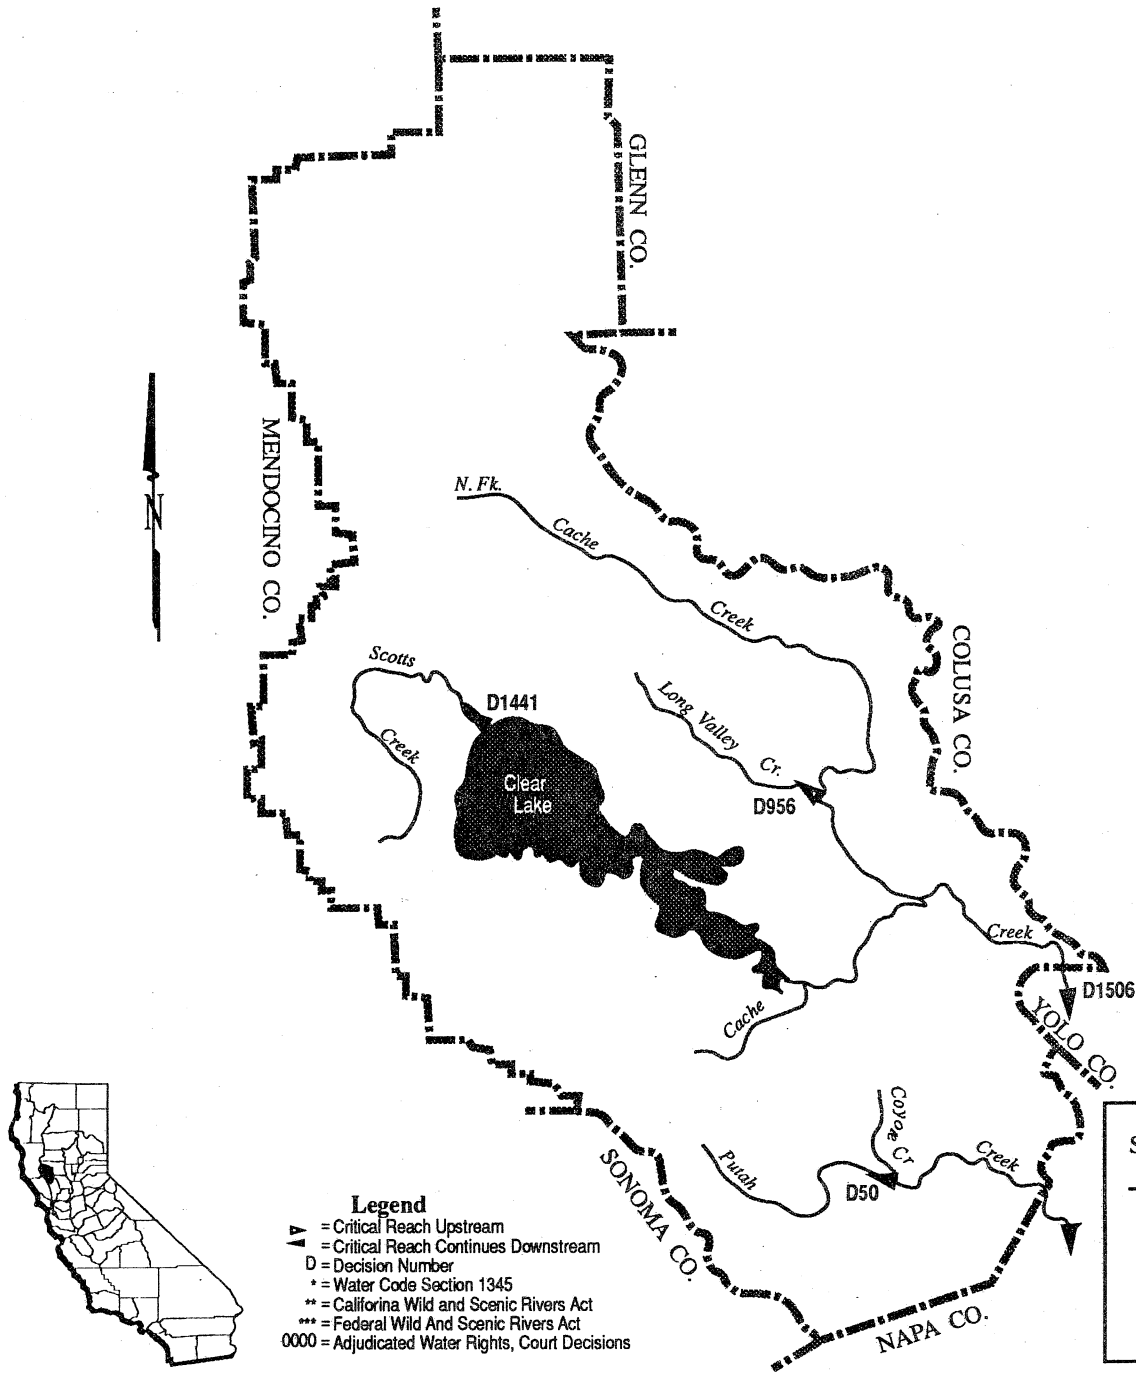 GLENN CO.
MENDOCINO CO.
N
N. Fk.
Cache
Creek
COLUSA CO.
Scotts
Creek
D1441
Long Valley
Cr.
Clear
Lake
D956
Creek
Cache
D1506
YOLO CO.
Coyote Cr
Putah
Creek
D50
SONOMA CO.
NAPA CO.
Legend
= Critical Reach Upstream
= Critical Reach Continues Downstream
D = Decision Number
* = Water Code Section 1345
** = Califorina Wild and Scenic Rivers Act
*** = Federal Wild And Scenic Rivers Act
0000 = Adjudicated Water Rights, Court Decisions
S